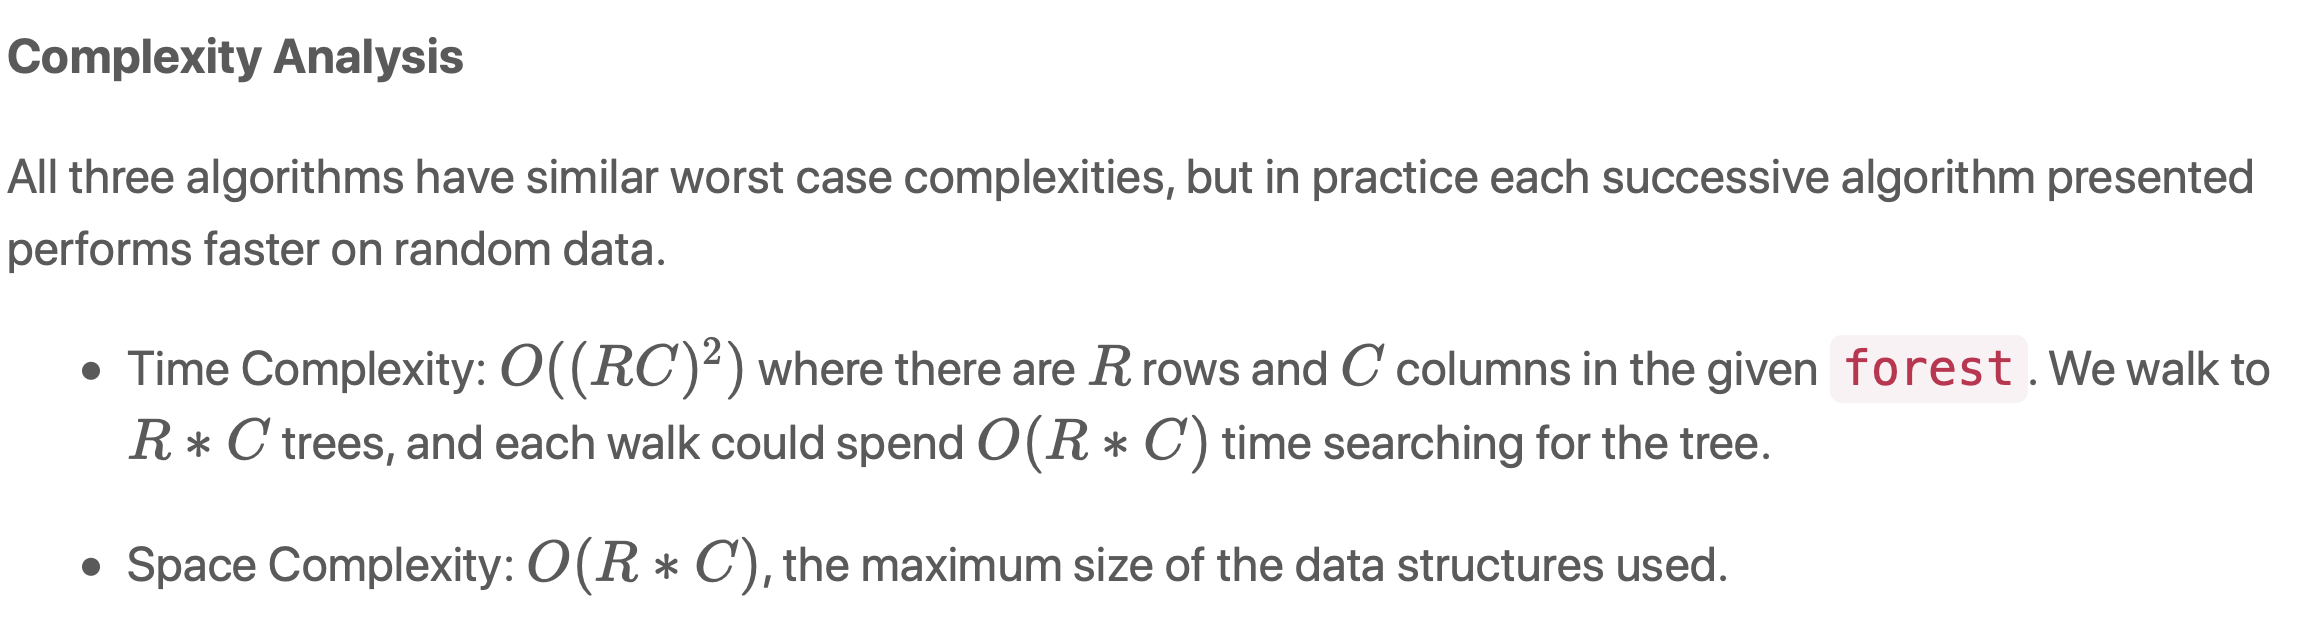 Complexity Analysis
All three algorithms have similar worst case complexities, but in practice each successive algorithm presented
performs faster on random data.
• Time Complexity: $O((RC)^2)$ where there are $R$ rows and $C$ columns in the given forest. We walk to
$R * C$ trees, and each walk could spend $O(R * C)$ time searching for the tree.
• Space Complexity: $O(R * C)$, the maximum size of the data structures used.